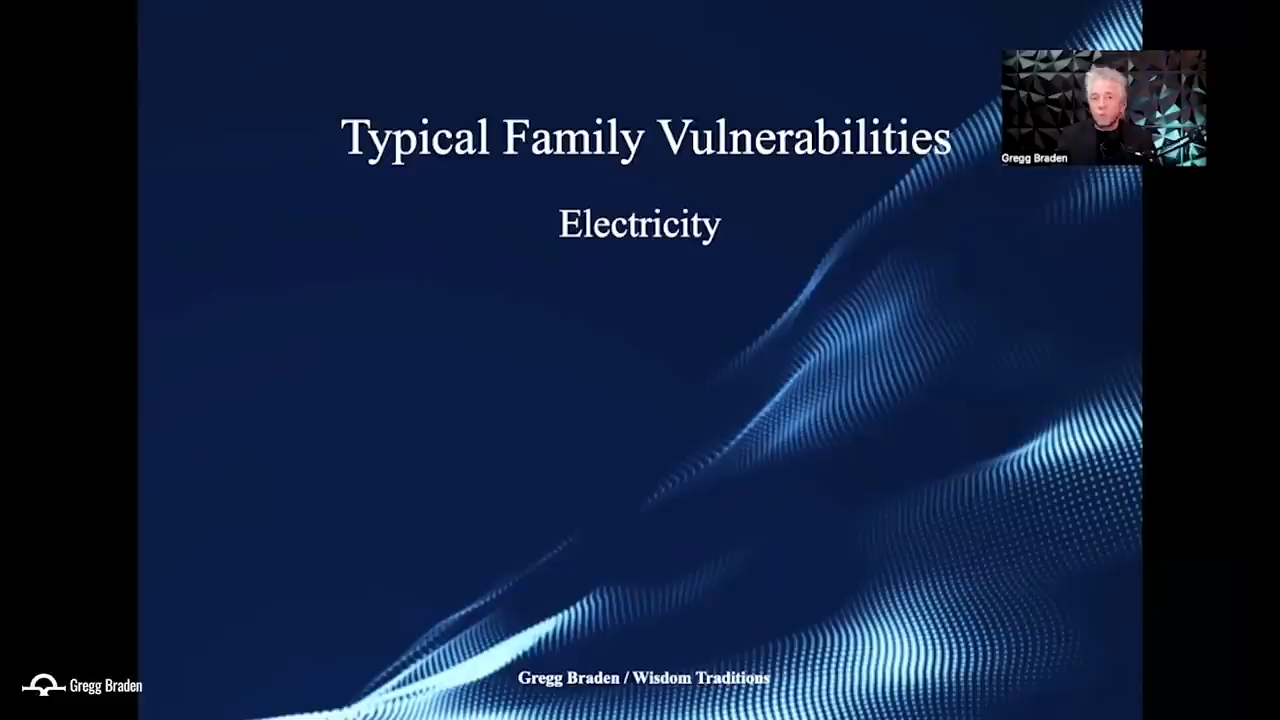 Typical Family Vulnerabilities
Gregg Braden
Electricity
Gregg Braden / Wisdom Traditions
Gregg Braden